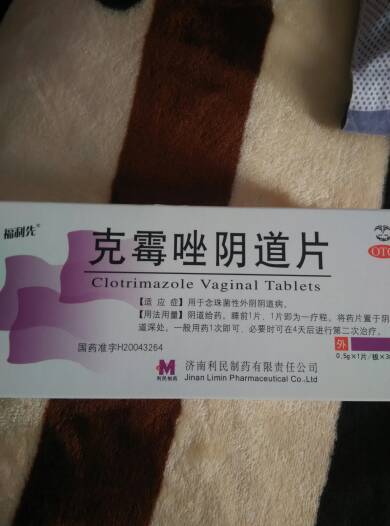 福利先®
克霉唑阴道片
OTC
Clotrimazole Vaginal Tablets
【适 应 症】用于念珠菌性外阴阴道病。
【用法用量】阴道给药。睡前1片，1片即为一疗程，将药片置于阴
道深处。一般用药1次即可，必要时可在4天后进行第二次治疗。
国药准字H20043264
外
利民制药
济南利民制药有限责任公司
Jinan Limin Pharmaceutical Co.,Ltd
0.5g×1片/板×3